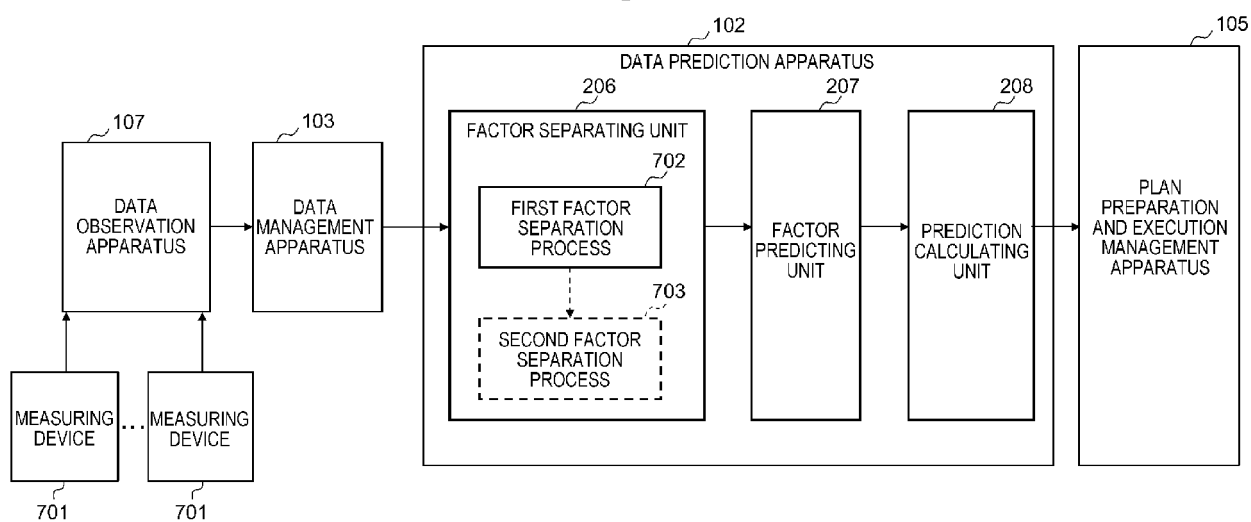 102
105
DATA PREDICTION APPARATUS
206
207
208
107
103
FACTOR SEPARATING UNIT
702
DATA
OBSERVATION
APPARATUS
DATA
MANAGEMENT
APPARATUS
FIRST FACTOR
SEPARATION
PROCESS
703
SECOND FACTOR
SEPARATION
PROCESS
FACTOR
PREDICTING
UNIT
PREDICTION
CALCULATING
UNIT
PLAN
PREPARATION
AND EXECUTION
MANAGEMENT
APPARATUS
MEASURING
DEVICE
...
MEASURING
DEVICE
701
701